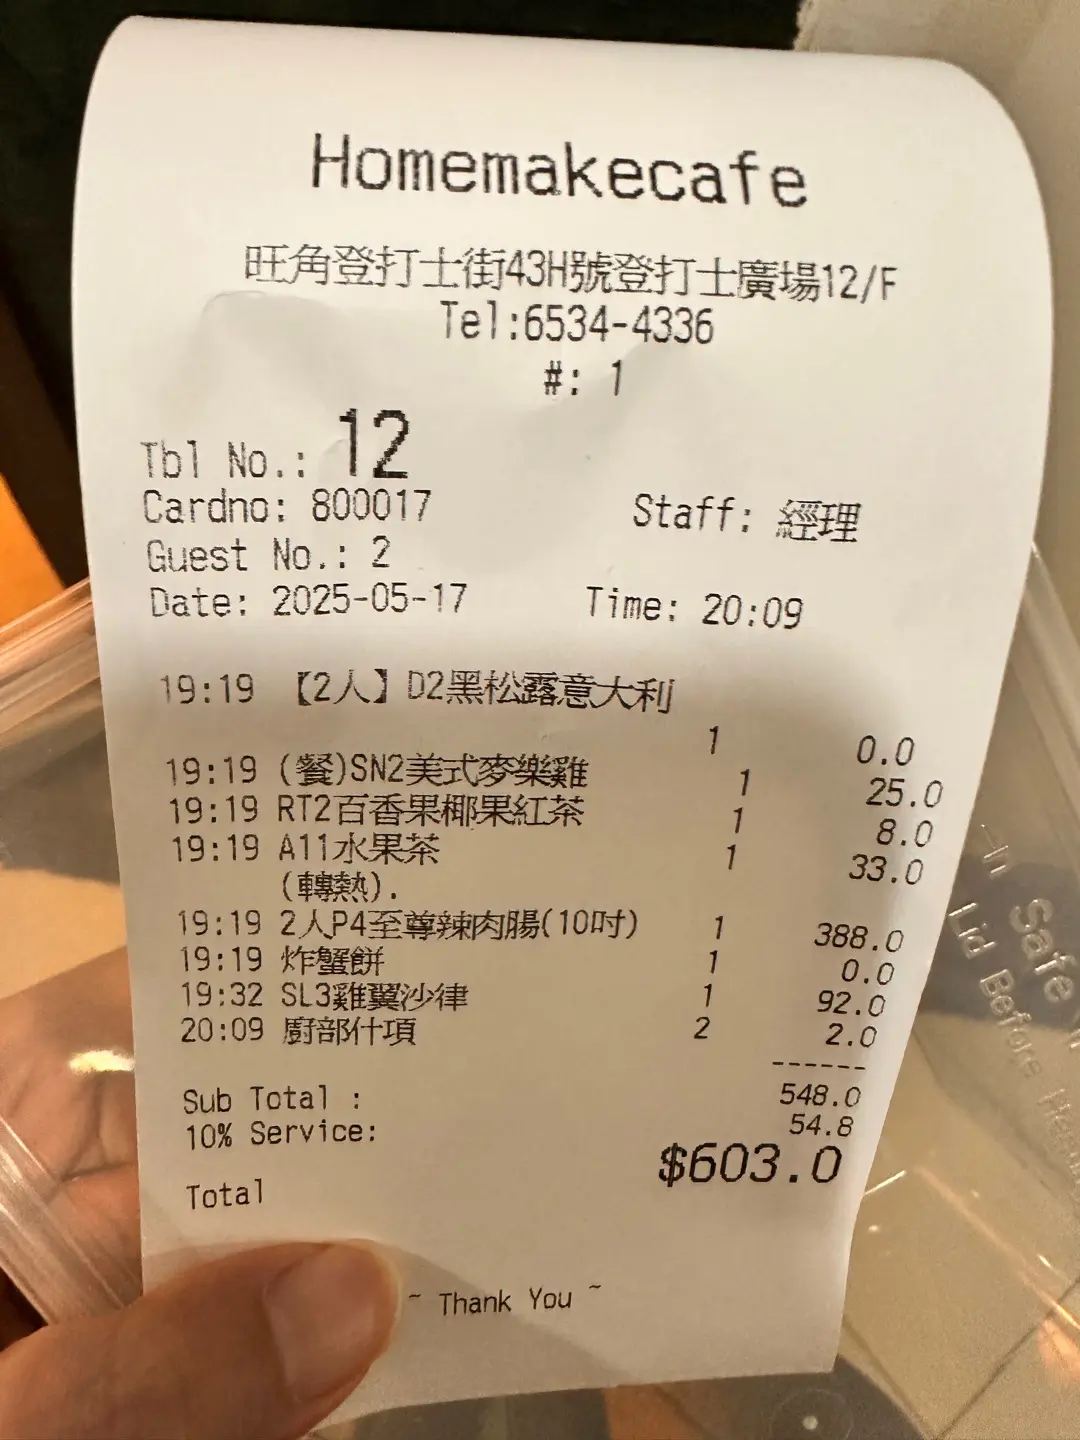 Homemakecafe
旺角登打士街43H號登打士廣場12/F
Tel:6534-4336
#: 1
Tbl No.: 12
Cardno: 800017 Staff: 經理
Guest No.: 2
Date: 2025-05-17 Time: 20:09
19:19 【2人】D2黑松露意大利
1 0.0
19:19 (餐)SN2美式麥樂雞 1 25.0
19:19 RT2百香果椰果紅茶 1 8.0
19:19 A11水果茶 1 33.0
(轉熱).
19:19 2人P4至尊辣肉腸(10吋) 1 388.0
19:19 炸蟹餅 1 0.0
19:32 SL3雞翼沙律 1 92.0
20:09 廚部什項 2 2.0
------
Sub Total : 548.0
10% Service: 54.8
Total $603.0
~ Thank You ~
Safe
Lid Before